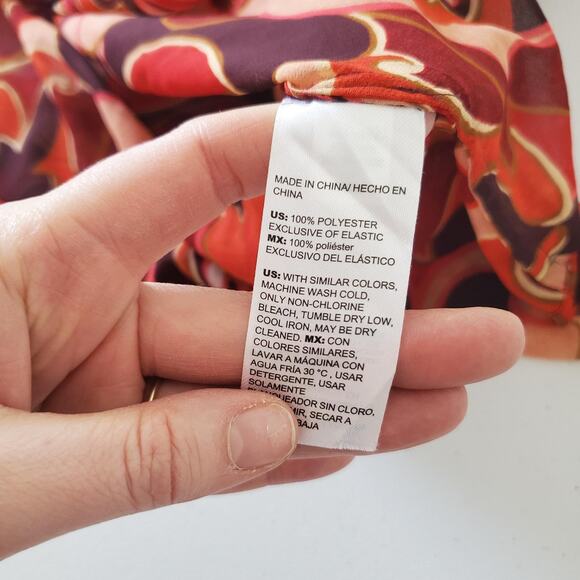 MADE IN CHINA/ HECHO EN
CHINA
US: 100% POLYESTER
EXCLUSIVE OF ELASTIC
MX: 100% poliéster
EXCLUSIVO DEL ELÁSTICO
US: WITH SIMILAR COLORS,
MACHINE WASH COLD,
ONLY NON-CHLORINE
BLEACH, TUMBLE DRY LOW,
COOL IRON, MAY BE DRY
CLEANED. MX: CON
COLORES SIMILARES,
LAVAR A MÁQUINA CON
AGUA FRÍA 30 °C , USAR
DETERGENTE, USAR
SOLAMENTE
BLANQUEADOR SIN CLORO,
SECAR A
BAJA